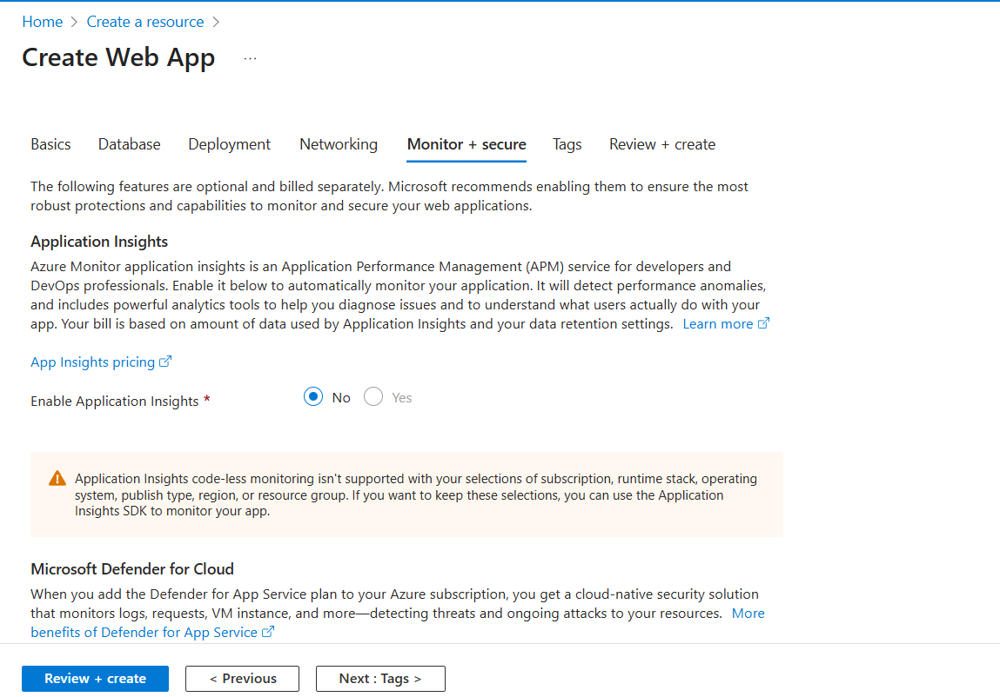 Home > Create a resource >
Create Web App ...
Basics Database Deployment Networking Monitor + secure Tags Review + create
The following features are optional and billed separately. Microsoft recommends enabling them to ensure the most
robust protections and capabilities to monitor and secure your web applications.
Application Insights
Azure Monitor application insights is an Application Performance Management (APM) service for developers and
DevOps professionals. Enable it below to automatically monitor your application. It will detect performance anomalies,
and includes powerful analytics tools to help you diagnose issues and to understand what users actually do with your
app. Your bill is based on amount of data used by Application Insights and your data retention settings. Learn more
App Insights pricing
Enable Application Insights * No Yes
Application Insights code-less monitoring isn't supported with your selections of subscription, runtime stack, operating
system, publish type, region, or resource group. If you want to keep these selections, you can use the Application
Insights SDK to monitor your app.
Microsoft Defender for Cloud
When you add the Defender for App Service plan to your Azure subscription, you get a cloud-native security solution
that monitors logs, requests, VM instance, and more—detecting threats and ongoing attacks to your resources. More
benefits of Defender for App Service
Review + create < Previous Next : Tags >